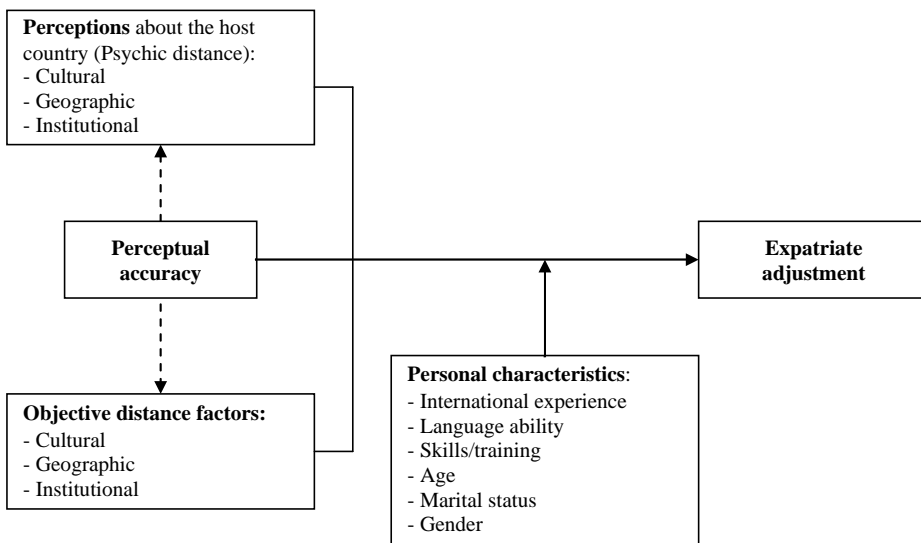 Perceptions about the host
country (Psychic distance):
- Cultural
- Geographic
- Institutional
Perceptual
accuracy
Expatriate
adjustment
Objective distance factors:
- Cultural
- Geographic
- Institutional
Personal characteristics:
- International experience
- Language ability
- Skills/training
- Age
- Marital status
- Gender